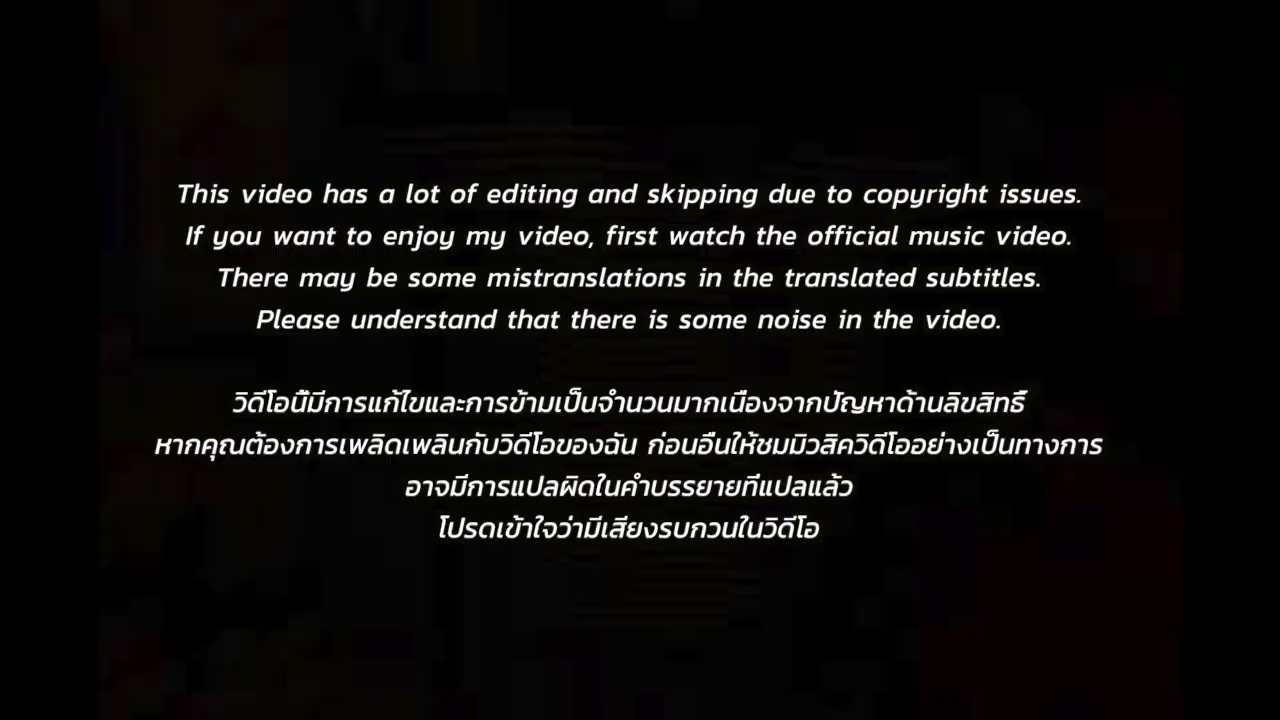 This video has a lot of editing and skipping due to copyright issues.
If you want to enjoy my video, first watch the official music video.
There may be some mistranslations in the translated subtitles.
Please understand that there is some noise in the video.
วิดีโอนี้มีการแก้ไขและการข้ามเป็นจำนวนมากเนื่องจากปัญหาด้านลิขสิทธิ์
หากคุณต้องการเพลิดเพลินกับวิดีโอของฉัน ก่อนอื่นให้ชมมิวสิควิดีโออย่างเป็นทางการ
อาจมีการแปลผิดในคำบรรยายที่แปลแล้ว
โปรดเข้าใจว่ามีเสียงรบกวนในวิดีโอ